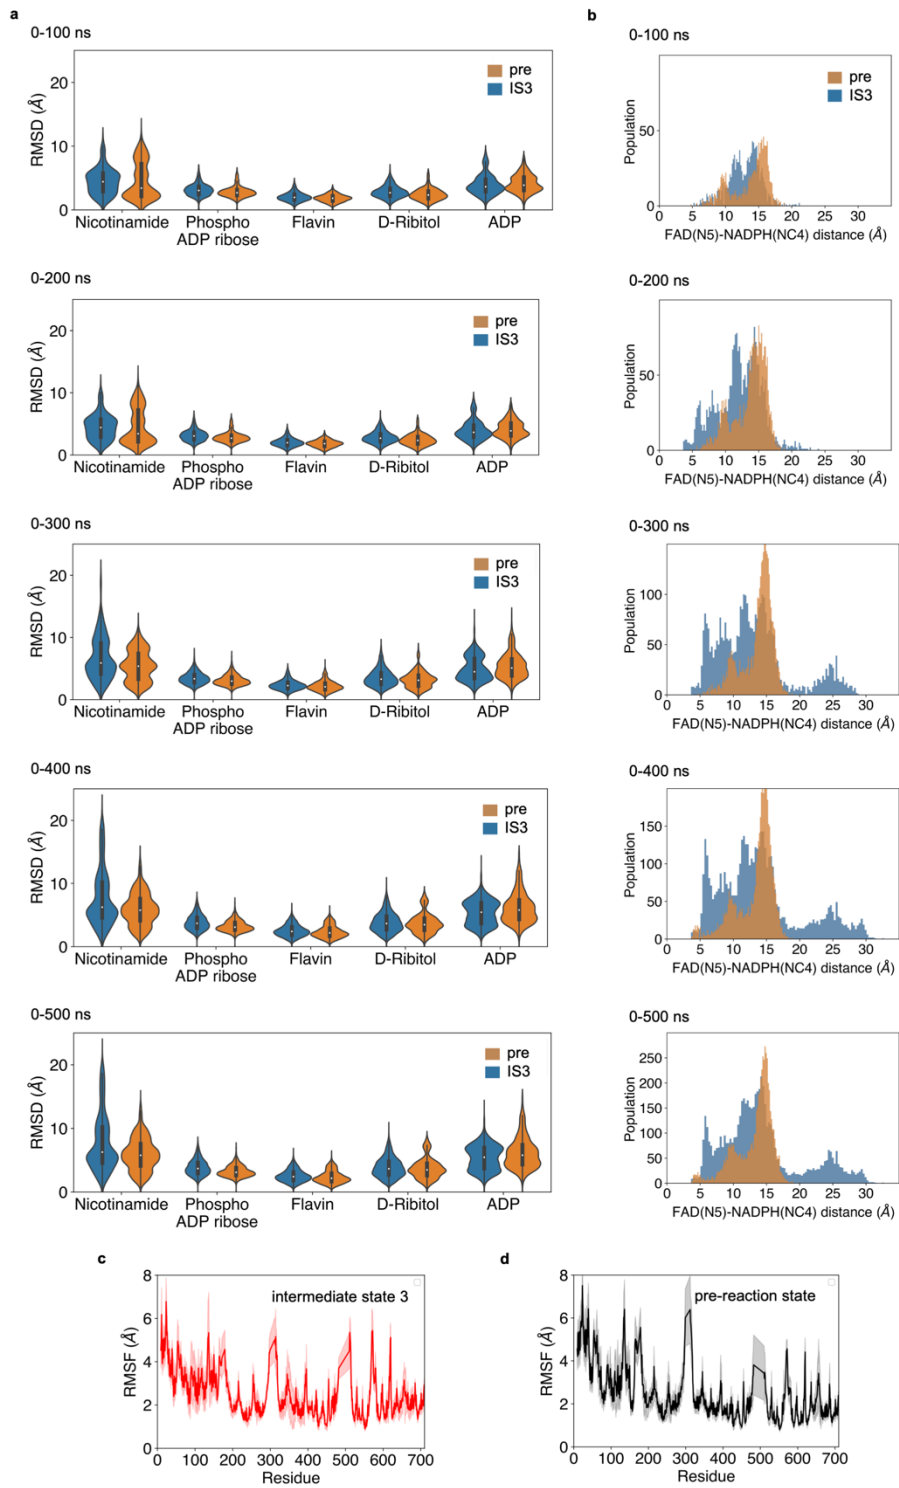 a
0-100 ns
RMSD (Å)
20
10
0
pre
IS3
Nicotinamide Phospho ADP ribose Flavin D-Ribitol ADP
0-200 ns
RMSD (Å)
20
10
0
pre
IS3
Nicotinamide Phospho ADP ribose Flavin D-Ribitol ADP
0-300 ns
RMSD (Å)
20
10
0
pre
IS3
Nicotinamide Phospho ADP ribose Flavin D-Ribitol ADP
0-400 ns
RMSD (Å)
20
10
0
pre
IS3
Nicotinamide Phospho ADP ribose Flavin D-Ribitol ADP
0-500 ns
RMSD (Å)
20
10
0
pre
IS3
Nicotinamide Phospho ADP ribose Flavin D-Ribitol ADP
b
0-100 ns
Population
50
0
pre
IS3
0 5 10 15 20 25 30
FAD(N5)-NADPH(NC4) distance (Å)
0-200 ns
Population
50
0
0 5 10 15 20 25 30
FAD(N5)-NADPH(NC4) distance (Å)
0-300 ns
Population
100
50
0
0 5 10 15 20 25 30
FAD(N5)-NADPH(NC4) distance (Å)
0-400 ns
Population
150
100
50
0
0 5 10 15 20 25 30
FAD(N5)-NADPH(NC4) distance (Å)
0-500 ns
Population
250
200
150
100
50
0
0 5 10 15 20 25 30
FAD(N5)-NADPH(NC4) distance (Å)
c
intermediate state 3
RMSF (Å)
8
6
4
2
0
0 100 200 300 400 500 600 700
Residue
d
pre-reaction state
RMSF (Å)
8
6
4
2
0
0 100 200 300 400 500 600 700
Residue